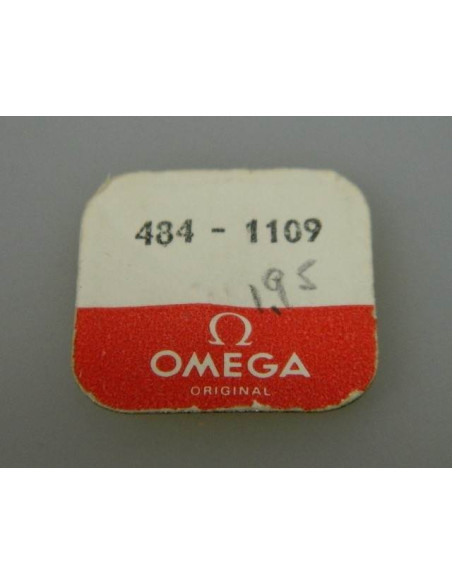 484 - 1109
1,95
Ω
OMEGA
ORIGINAL